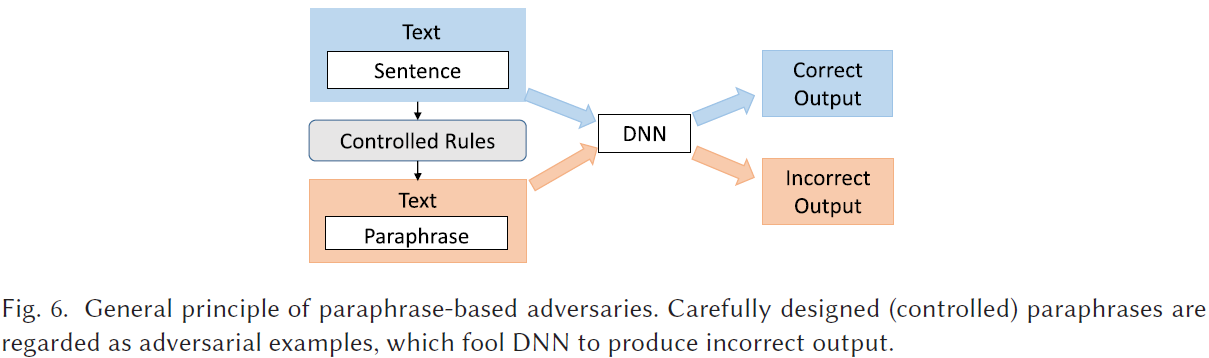 Text
Sentence
Controlled Rules
Text
Paraphrase
DNN
Correct
Output
Incorrect
Output
Fig. 6. General principle of paraphrase-based adversaries. Carefully designed (controlled) paraphrases are
regarded as adversarial examples, which fool DNN to produce incorrect output.